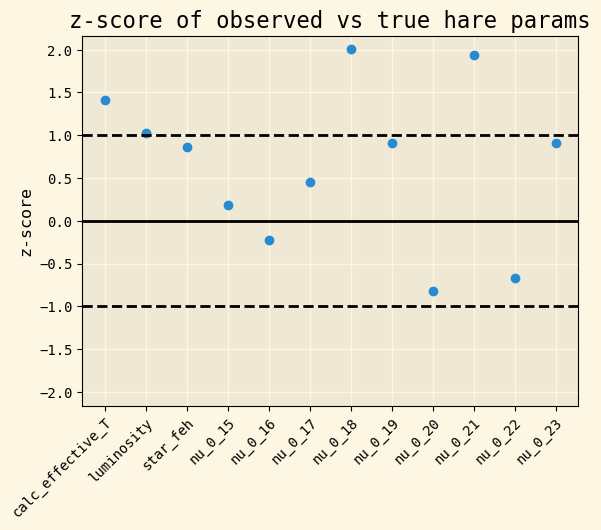 z-score of observed vs true hare params
z-score
2.0
1.5
1.0
0.5
0.0
−0.5
−1.0
−1.5
−2.0
calc_effective_T
luminosity
star_feh
nu_0_15
nu_0_16
nu_0_17
nu_0_18
nu_0_19
nu_0_20
nu_0_21
nu_0_22
nu_0_23